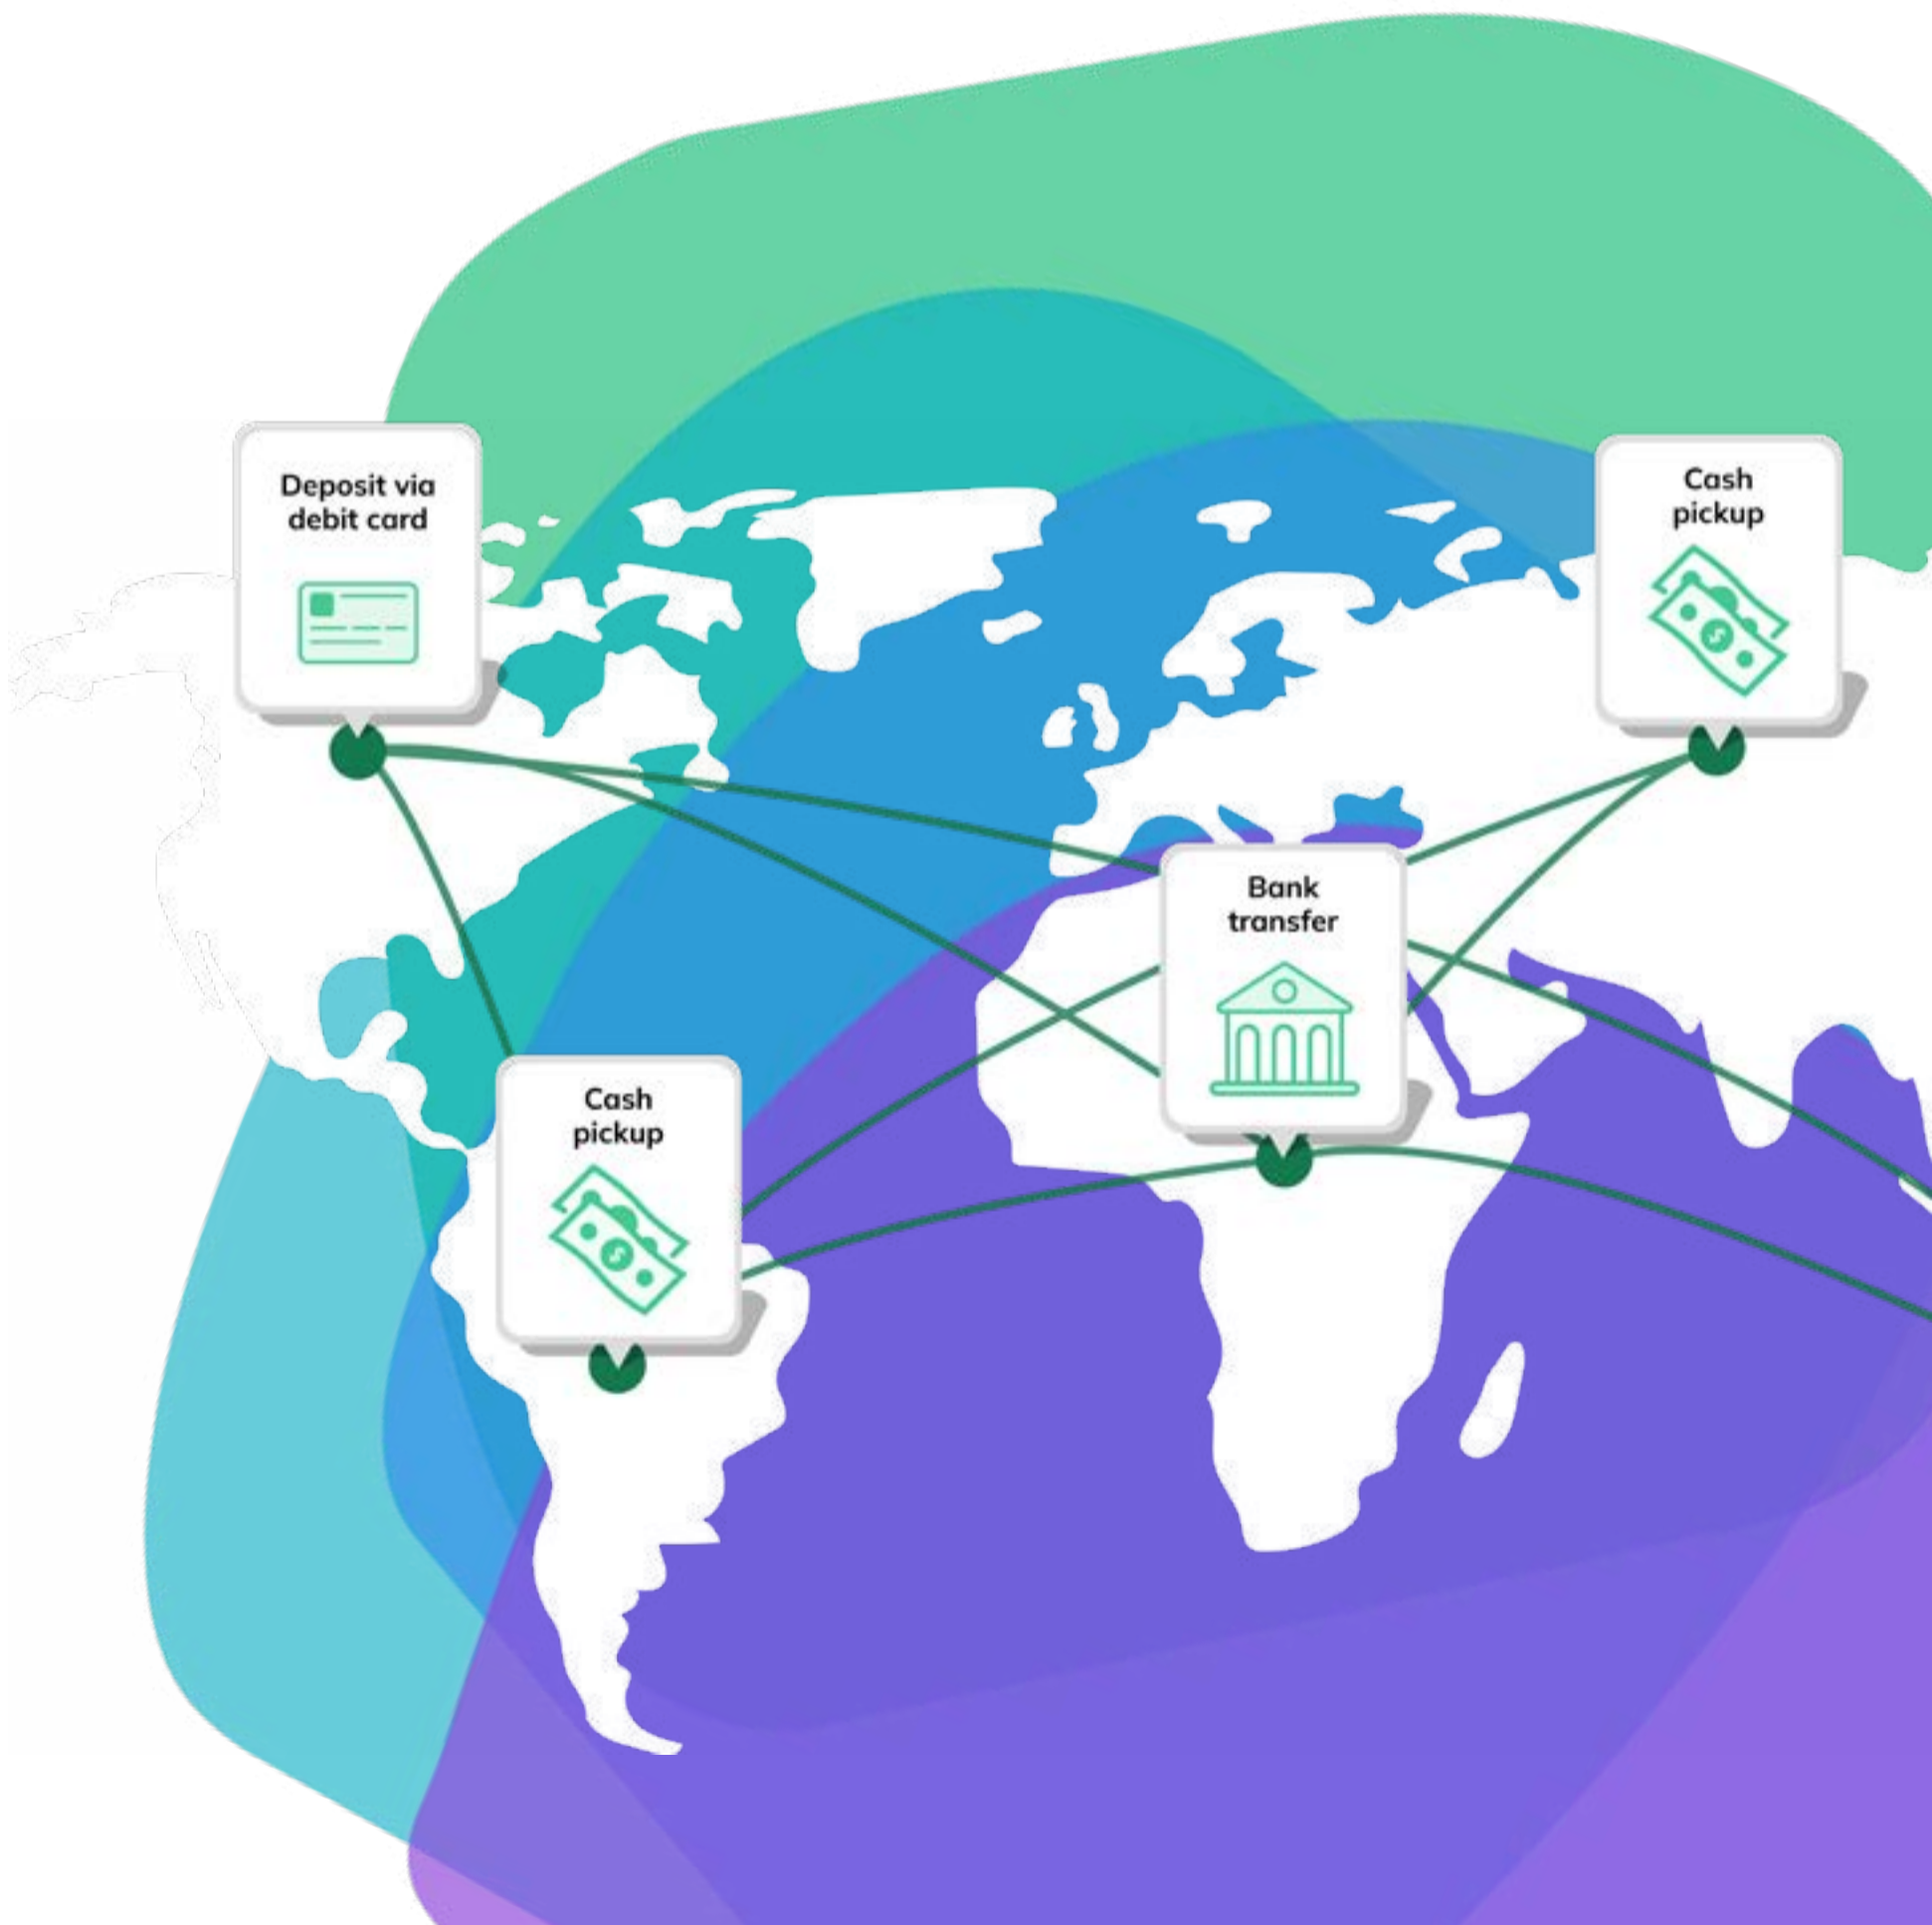 Deposit via
debit card
Cash
pickup
Bank
transfer
Cash
pickup